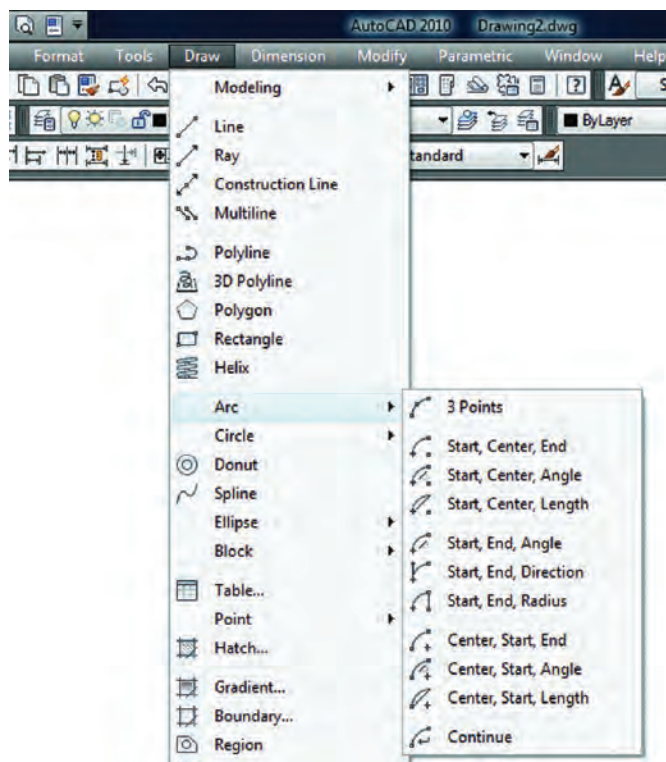 AutoCAD 2010 Drawing2.dwg
Format Tools Draw Dimension Modify Parametric Window Help
S
ByLayer
tandard
Modeling
Line
Ray
Construction Line
Multiline
Polyline
3D Polyline
Polygon
Rectangle
Helix
Arc
Circle
Donut
Spline
Ellipse
Block
Table...
Point
Hatch...
Gradient...
Boundary...
Region
3 Points
Start, Center, End
Start, Center, Angle
Start, Center, Length
Start, End, Angle
Start, End, Direction
Start, End, Radius
Center, Start, End
Center, Start, Angle
Center, Start, Length
Continue